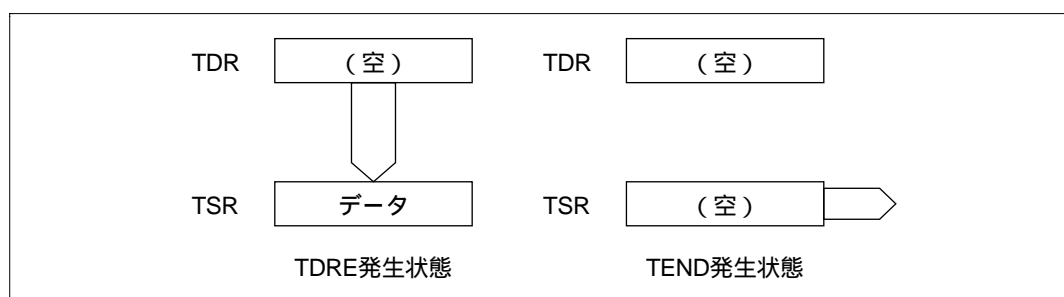 TDR （空） TDR （空）
TSR データ TSR （空）
TDRE発生状態 TEND発生状態